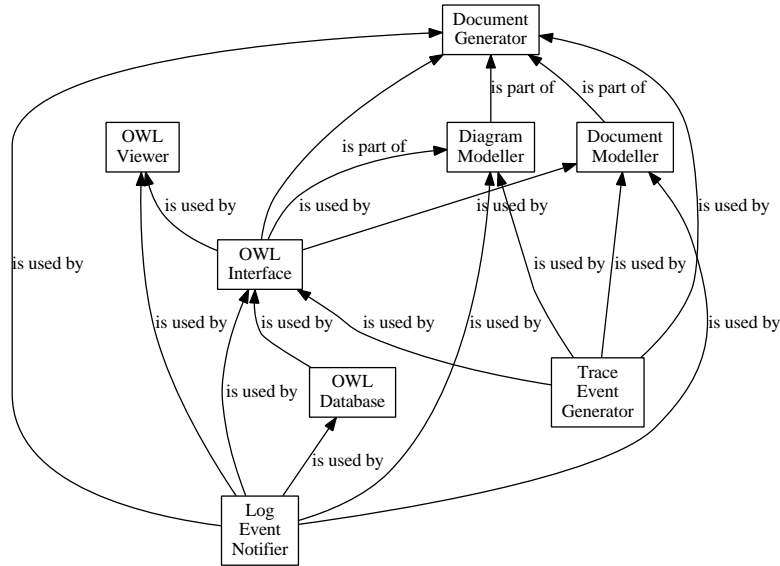 Document
Generator
is part of
is part of
OWL
Viewer
is part of
Diagram
Modeller
Document
Modeller
is used by
is used by
is used by
is used by
OWL
Interface
is used by
is used by
is used by
is used by
is used by
is used by
is used by
is used by
OWL
Database
is used by
Trace
Event
Generator
is used by
Log
Event
Notifier